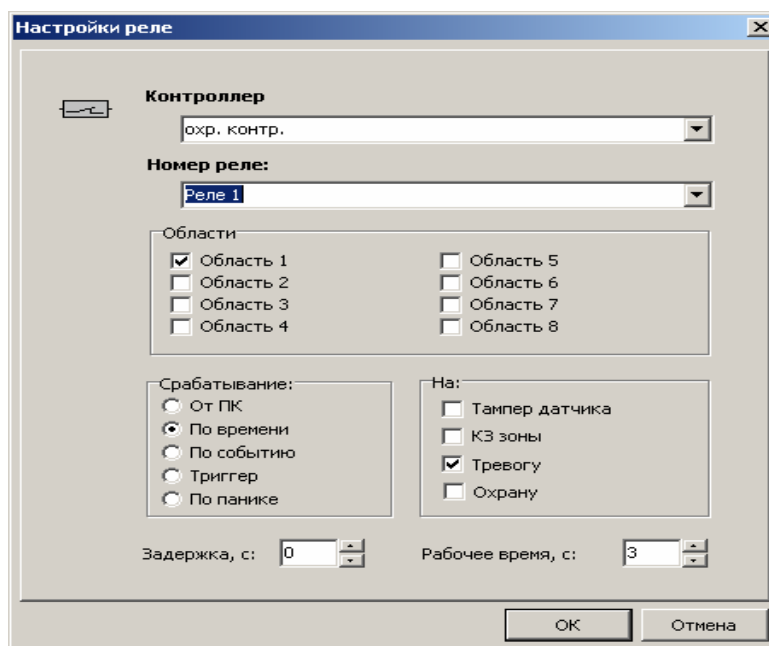 Настройки реле
Контроллер
охр. контр.
Номер реле:
Реле 1
Области
Область 1
Область 5
Область 2
Область 6
Область 3
Область 7
Область 4
Область 8
Срабатывание:
От ПК
По времени
По событию
Триггер
По панике
На:
Тампер датчика
КЗ зоны
Тревогу
Охрану
Задержка, с: 0
Рабочее время, с: 3
OK
Отмена